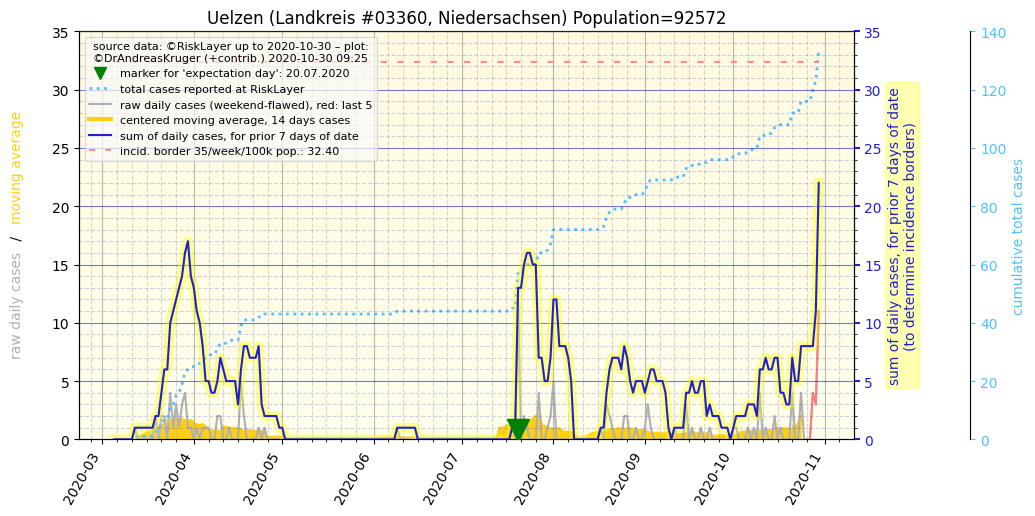 Uelzen (Landkreis #03360, Niedersachsen) Population=92572
source data: ©RiskLayer up to 2020-10-30 – plot:
©DrAndreasKruger (+contrib.) 2020-10-30 09:25
marker for 'expectation day': 20.07.2020
total cases reported at RiskLayer
raw daily cases (weekend-flawed), red: last 5
centered moving average, 14 days cases
sum of daily cases, for prior 7 days of date
incid. border 35/week/100k pop.: 32.40
raw daily cases / moving average
35
30
25
20
15
10
5
0
2020-03
2020-04
2020-05
2020-06
2020-07
2020-08
2020-09
2020-10
2020-11
35
30
25
20
15
10
5
0
sum of daily cases, for prior 7 days of date
(to determine incidence borders)
140
120
100
80
60
40
20
0
cumulative total cases